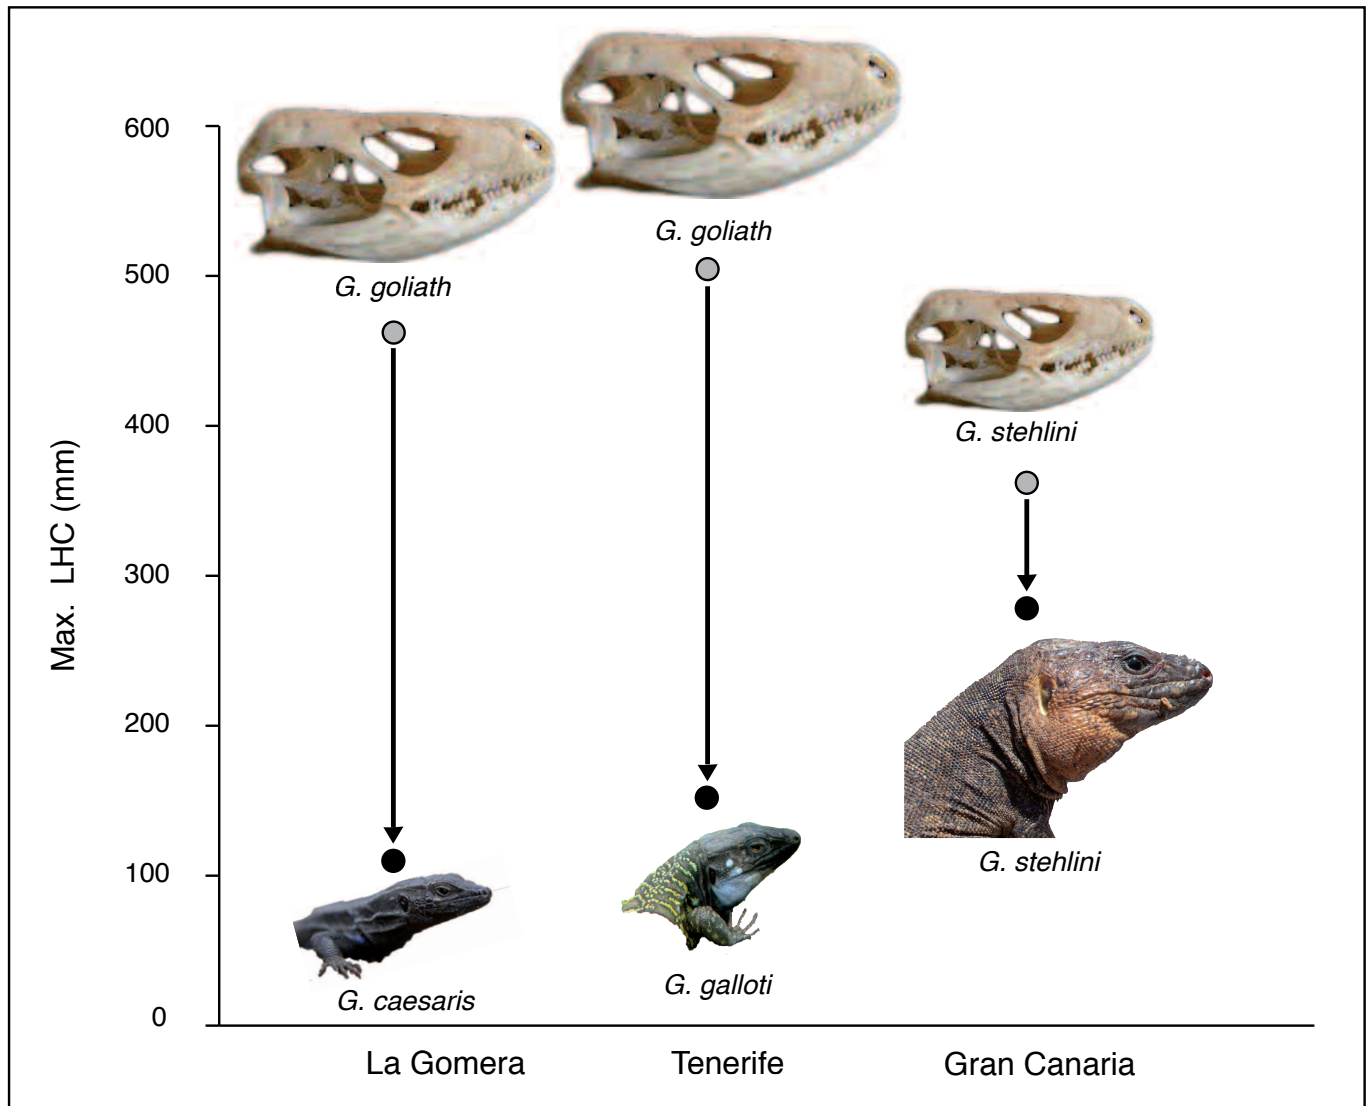 G. goliath
G. goliath
G. stehlini
600
500
400
300
200
100
0
Max. LHC (mm)
G. caesaris
G. galloti
G. stehlini
La Gomera
Tenerife
Gran Canaria